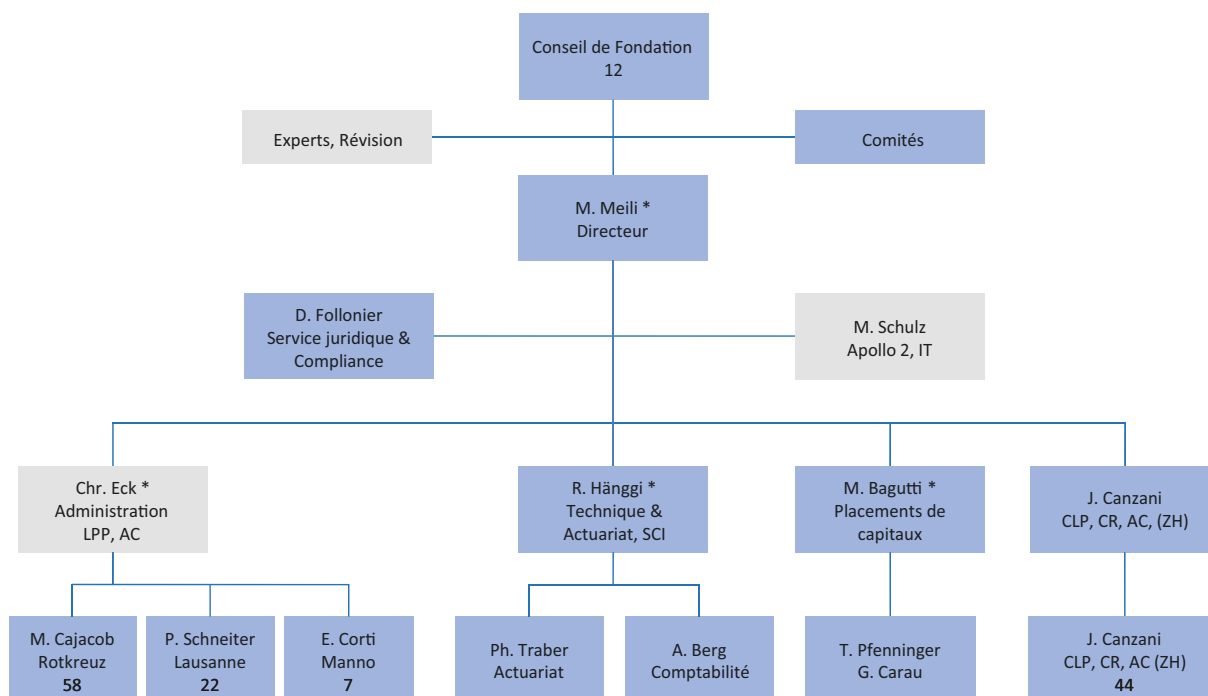 Conseil de Fondation
12
Experts, Révision
Comités
M. Meili *
Directeur
D. Follonier
Service juridique &
Compliance
M. Schulz
Apollo 2, IT
Chr. Eck *
Administration
LPP, AC
R. Hänggi *
Technique &
Actuariat, SCI
M. Bagutti *
Placements de
capitaux
J. Canzani
CLP, CR, AC, (ZH)
M. Cajacob
Rotkreuz
58
P. Schneiter
Lausanne
22
E. Corti
Manno
7
Ph. Traber
Actuariat
A. Berg
Comptabilité
T. Pfenninger
G. Carau
J. Canzani
CLP, CR, AC (ZH)
44